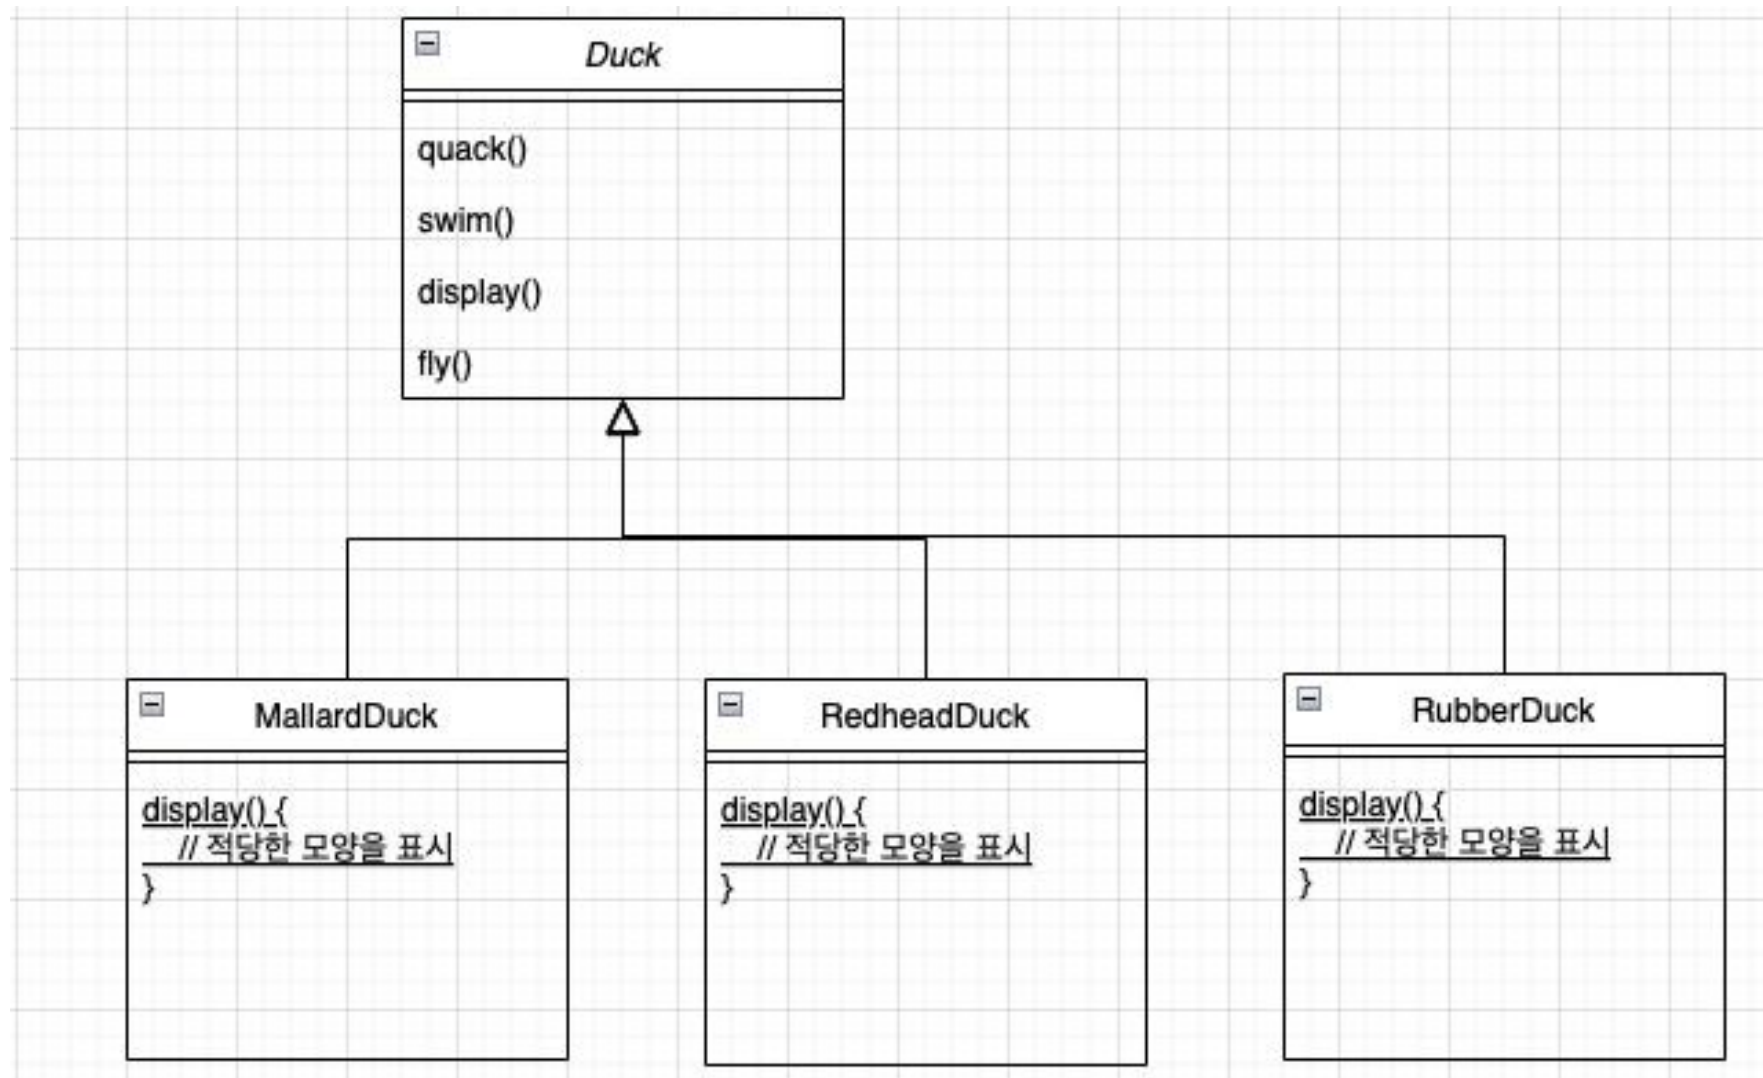 Duck
quack()
swim()
display()
fly()
MallardDuck
display() {
// 적당한 모양을 표시
}
RedheadDuck
display() {
// 적당한 모양을 표시
}
RubberDuck
display() {
// 적당한 모양을 표시
}